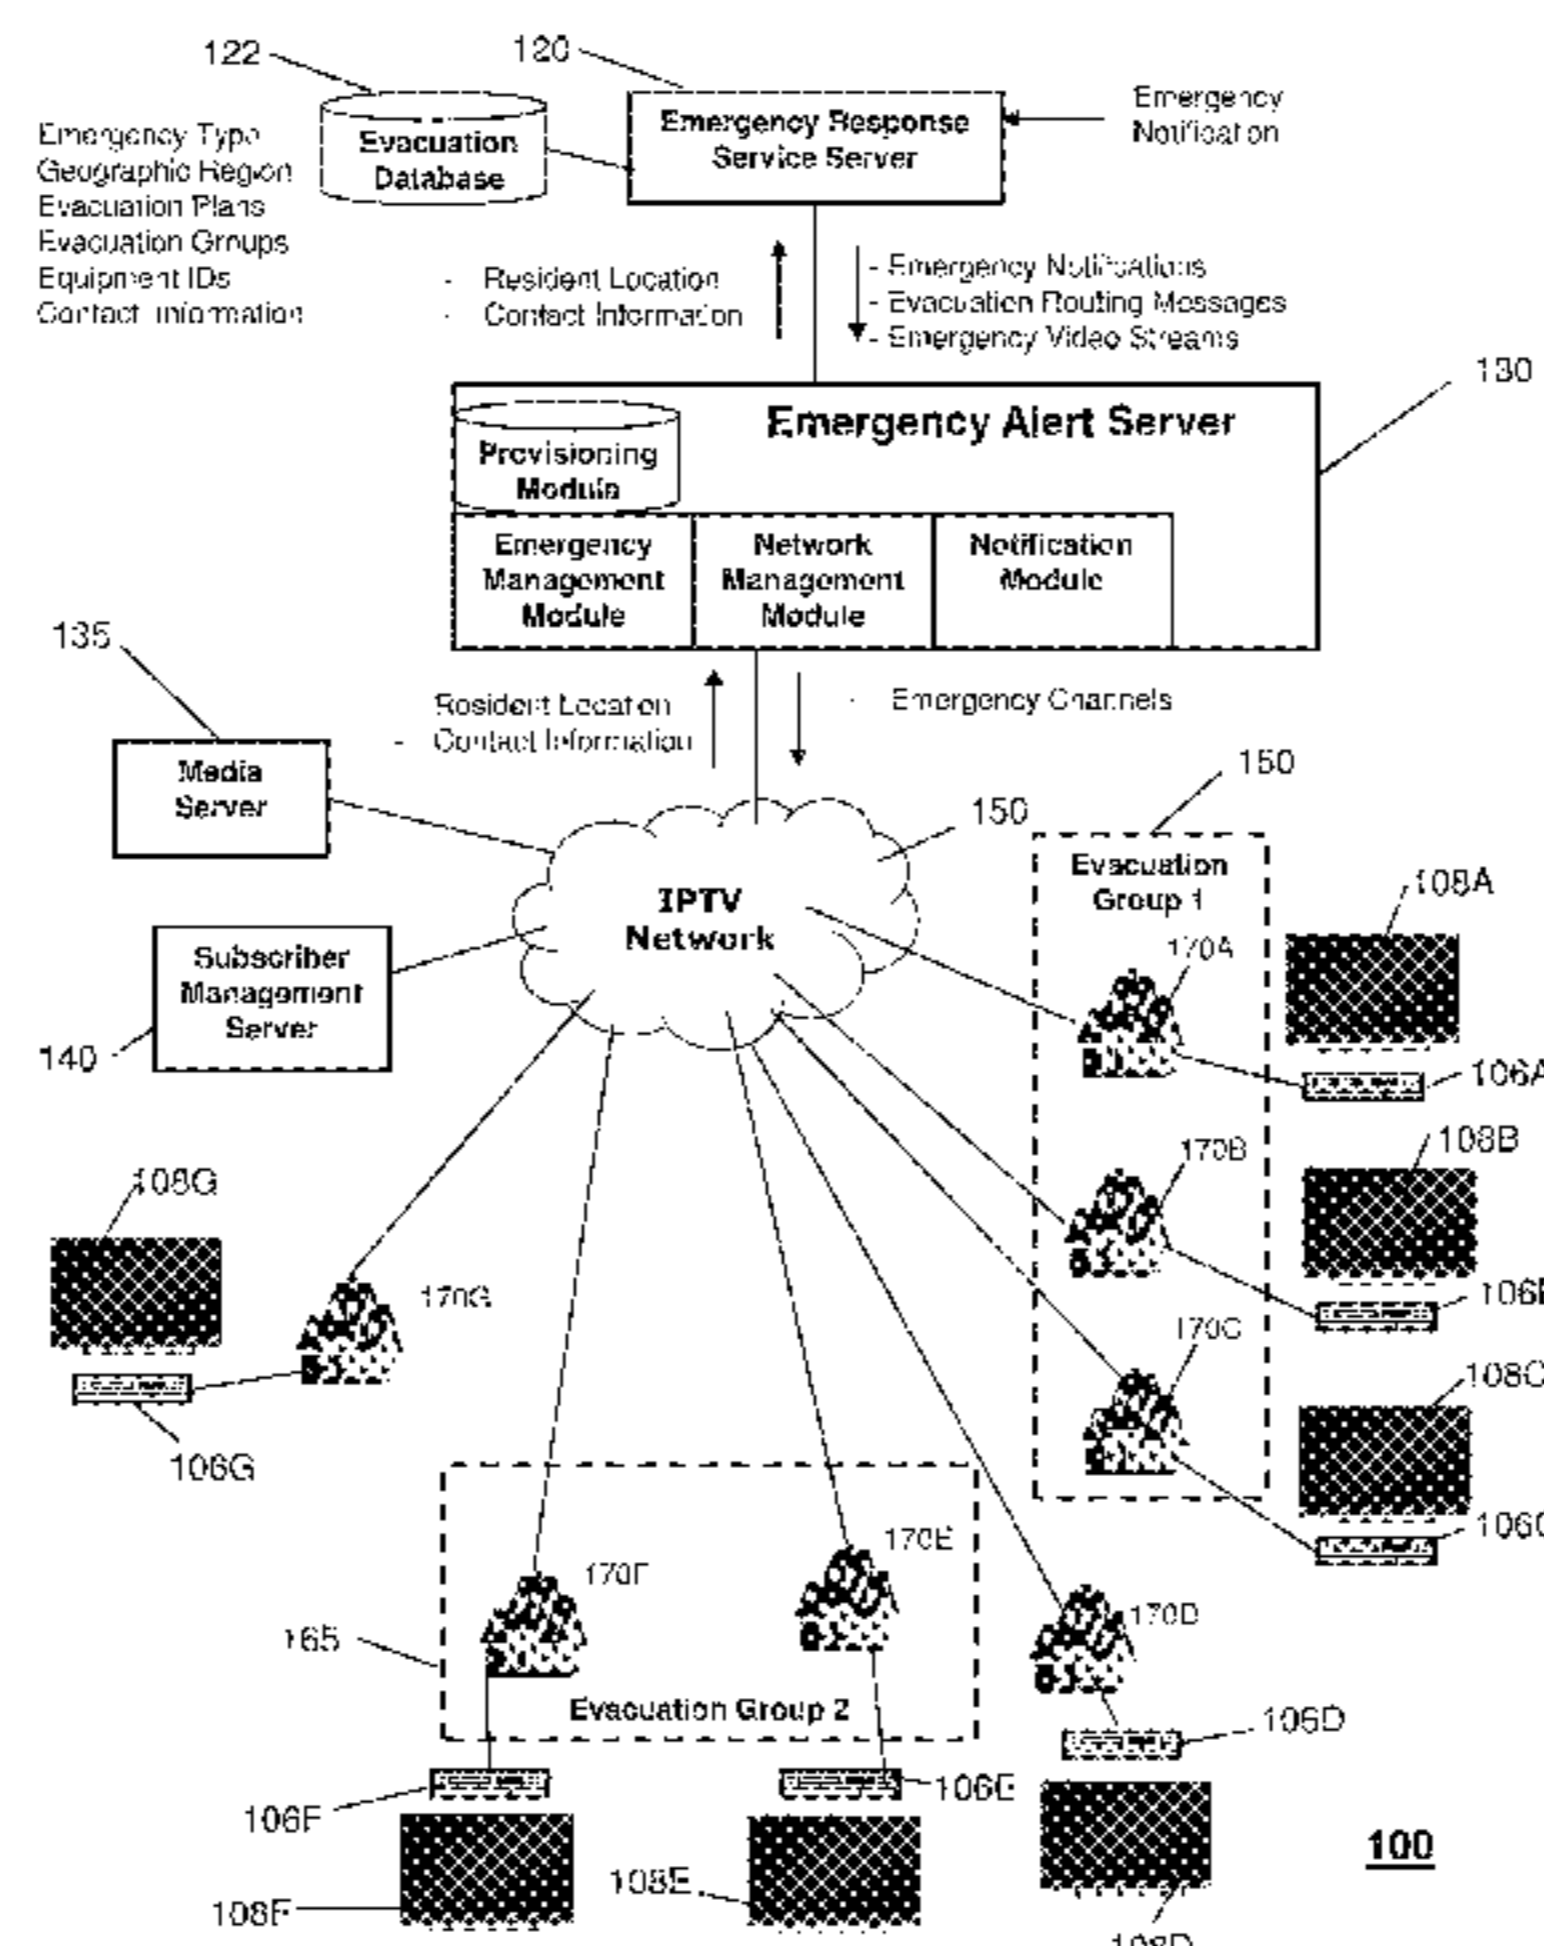 122
120
Emergency Type
Geographic Region
Evacuation Plans
Evacuation Groups
Equipment IDs
Contact Information
Evacuation
Database
Emergency Response
Service Server
Emergency
Notification
- Resident Location
- Contact Information
- Emergency Notifications
- Evacuation Routing Messages
- Emergency Video Streams
130
Emergency Alert Server
Provisioning
Module
Emergency
Management
Module
Network
Management
Module
Notification
Module
135
Resident Location
- Contact Information
- Emergency Channels
Media
Server
150
150
IPTV
Network
Evacuation
Group 1
108A
170A
Subscriber
Management
Server
140
106A
108B
170B
108G
170G
106G
170C
108C
170F
170E
170D
165
Evacuation Group 2
106D
106F
106E
108F
108E
108D
100